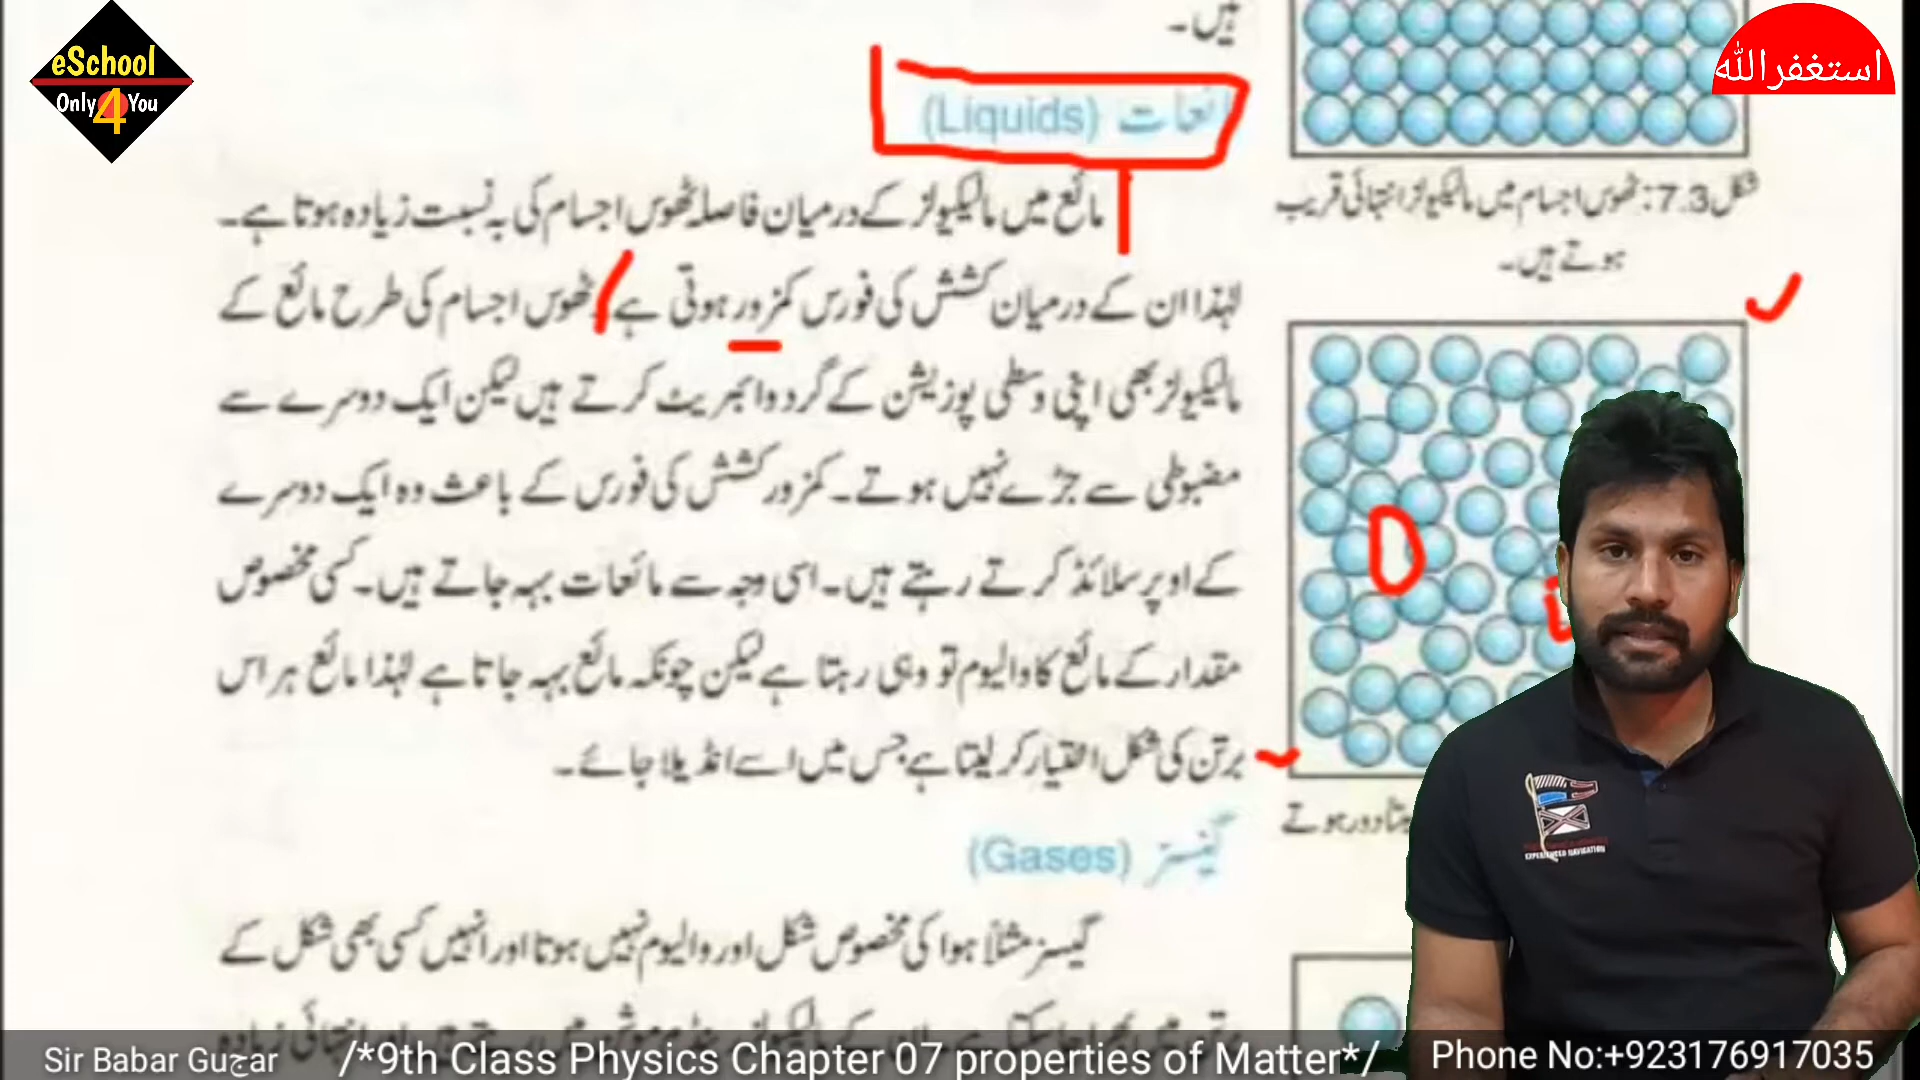 eSchool
Only 4 You
استغفر اللہ
ہیں۔
مائعات (Liquids)
مائع میں مالیکیولز کے درمیان فاصلہ ٹھوس اجسام کی بہ نسبت زیادہ ہوتا ہے۔
لہٰذا ان کے درمیان کشش کی فورس کمزور ہوتی ہے۔ ٹھوس اجسام کی طرح مائع کے
مالیکیولز بھی اپنی وسطی پوزیشن کے گرد وائبریٹ کرتے ہیں لیکن ایک دوسرے سے
مضبوطی سے جڑے نہیں ہوتے۔ کمزور کشش کی فورس کے باعث وہ ایک دوسرے
کے اوپر سلائڈ کرتے رہتے ہیں۔ اسی وجہ سے مائعات بہہ جاتے ہیں۔ کسی مخصوص
مقدار کے مائع کا والیوم تو وہی رہتا ہے لیکن چونکہ مائع بہہ جاتا ہے لہٰذا مائع ہر اس
برتن کی شکل اختیار کر لیتا ہے جس میں اسے انڈیلا جائے۔
گیسز (Gases)
گیسز مثلاً ہوا کی مخصوص شکل اور والیوم نہیں ہوتا اور انہیں کسی بھی شکل کے
شکل 7.3: ٹھوس اجسام میں مالیکیولز انتہائی قریب
ہوتے ہیں۔
دور ہوتے
Sir Babar Guجar
/*9th Class Physics Chapter 07 properties of Matter*/
Phone No:+923176917035